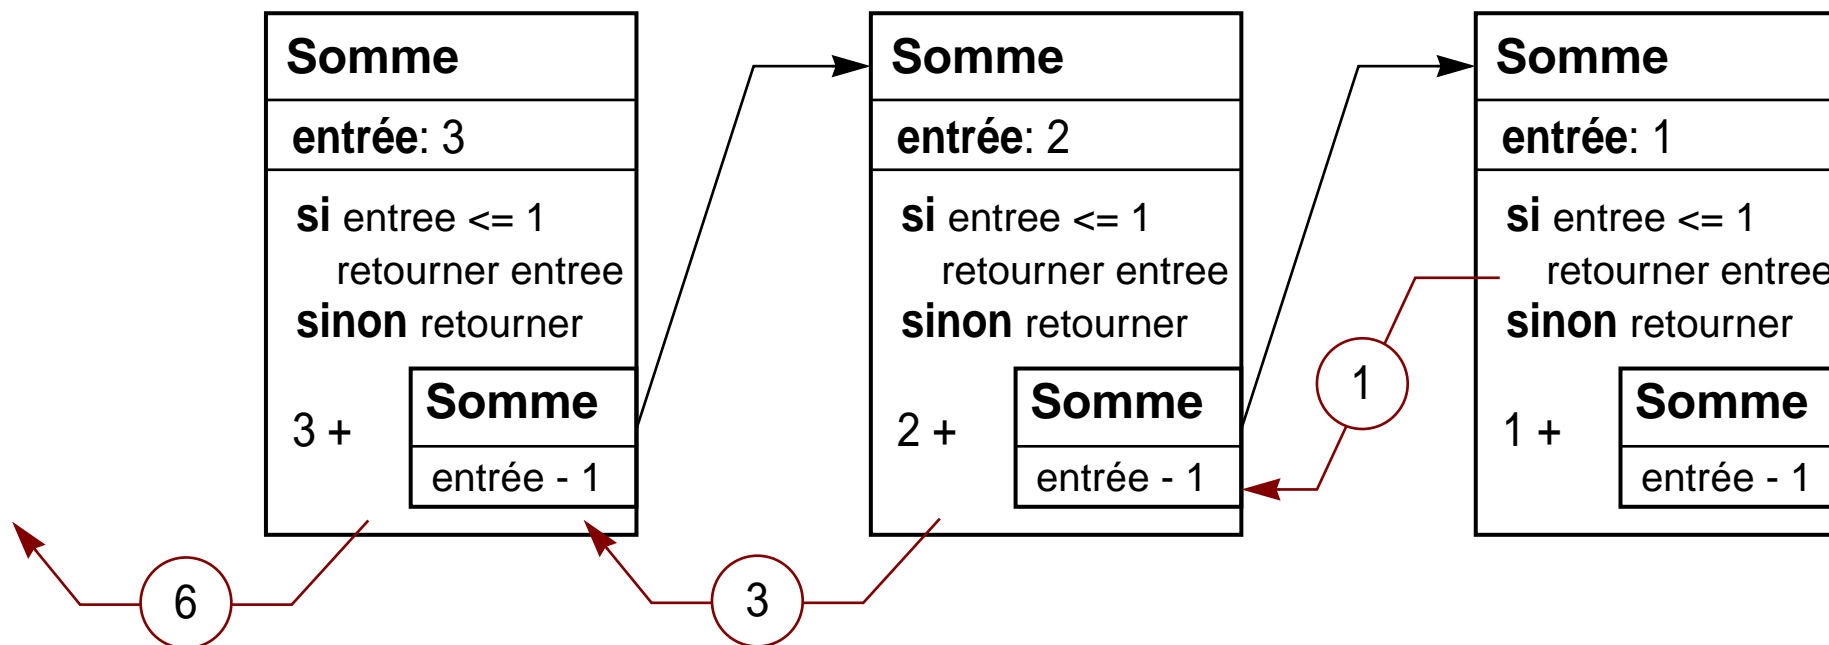 Somme
entrée: 3
si entree <= 1
retourner entree
sinon retourner
3 +
Somme
entrée - 1
6
Somme
entrée: 2
si entree <= 1
retourner entree
sinon retourner
2 +
Somme
entrée - 1
3
Somme
entrée: 1
si entree <= 1
retourner entree
sinon retourner
1 +
Somme
entrée - 1
1